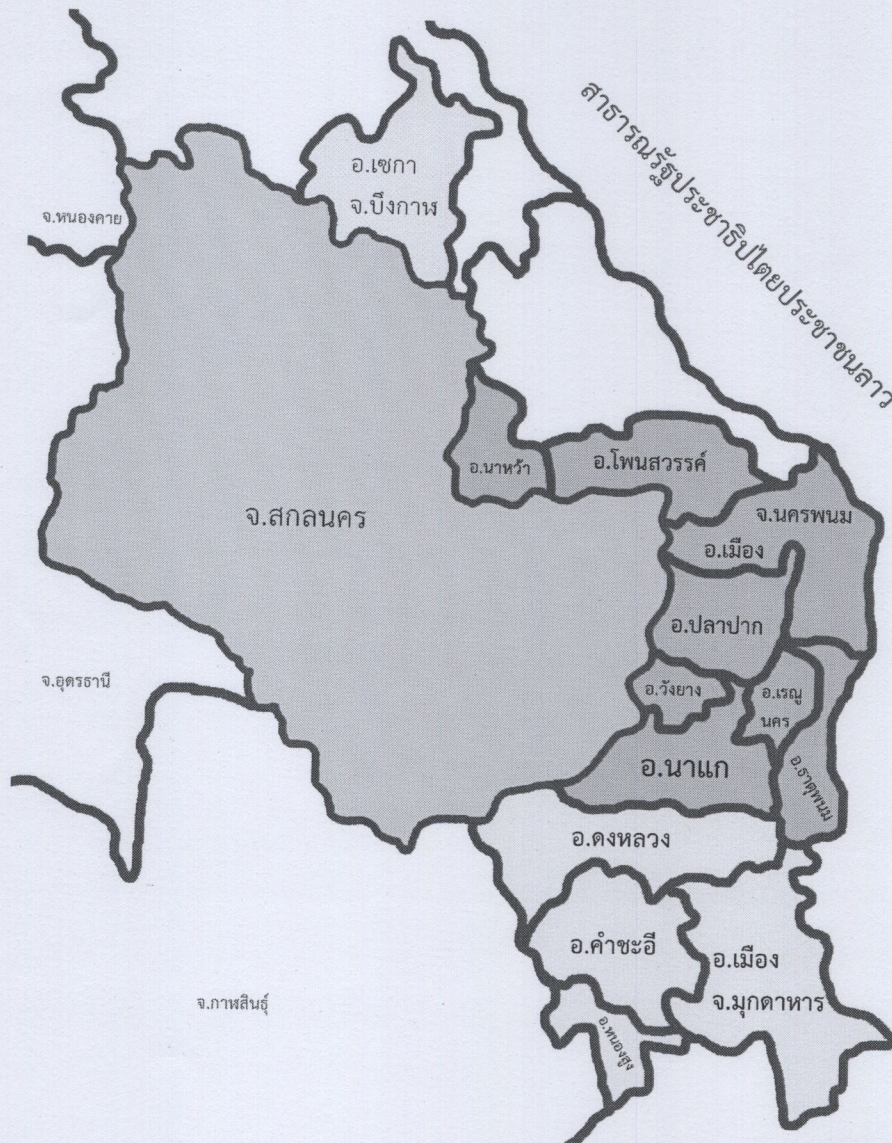 สาธารณรัฐประชาธิปไตยประชาชนลาว
อ.เซกา
จ.บึงกาฬ
จ.หนองคาย
อ.นาหว้า
อ.โพนสวรรค์
จ.สกลนคร
จ.นครพนม
อ.เมือง
อ.ปลาปาก
จ.อุดรธานี
อ.วังยาง
อ.เรณู
นคร
อ.นาแก
อ.ธาตุพนม
อ.ดงหลวง
อ.คำชะอี
อ.เมือง
จ.มุกดาหาร
จ.กาฬสินธุ์
อ.หนองสูง